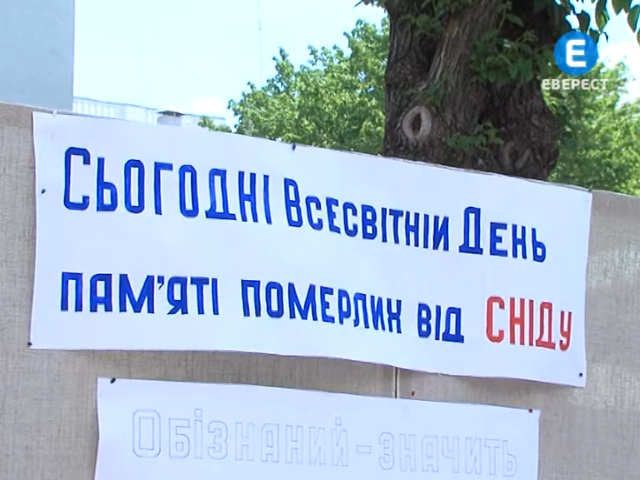 Е
ЕВЕРЕСТ
Сьогодні Всесвітній День
пам'яті померлих від СНІДу
Обізнаний - значить